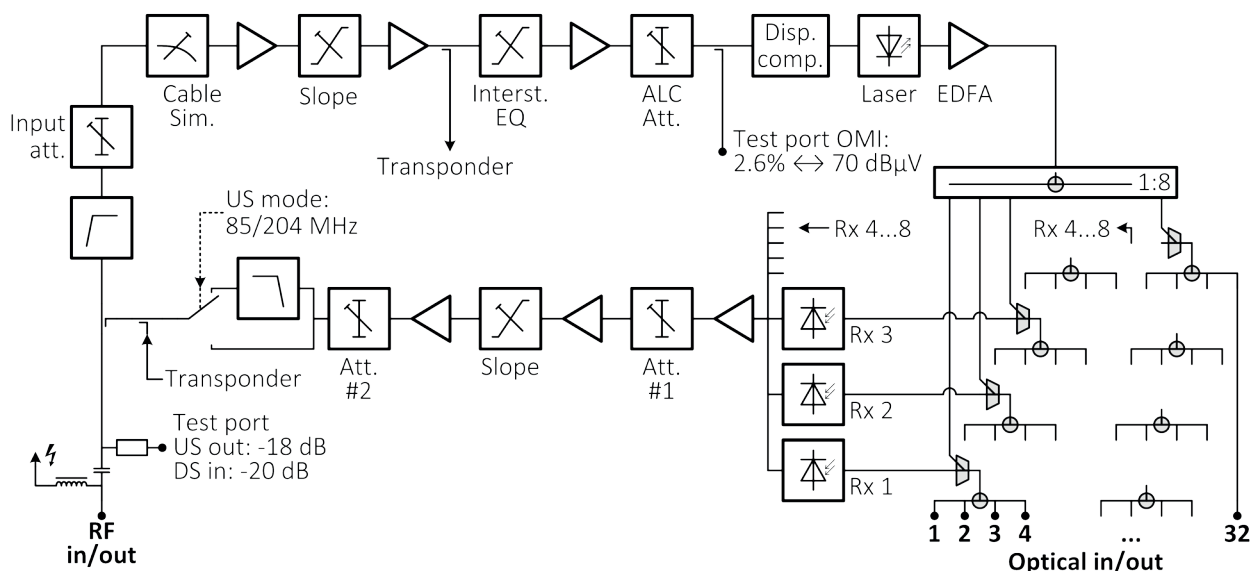 Cable
Sim.
Slope
Interst.
EQ
ALC
Att.
Disp.
comp.
Laser
EDFA
Input
att.
Transponder
Test port OMI:
2.6% ↔ 70 dBµV
1:8
US mode:
85/204 MHz
Rx 4...8
Rx 4...8
Rx 3
Att.
#2
Slope
Att.
#1
Transponder
Rx 2
Test port
US out: -18 dB
DS in: -20 dB
Rx 1
RF
in/out
1 2 3 4 ... 32
Optical in/out